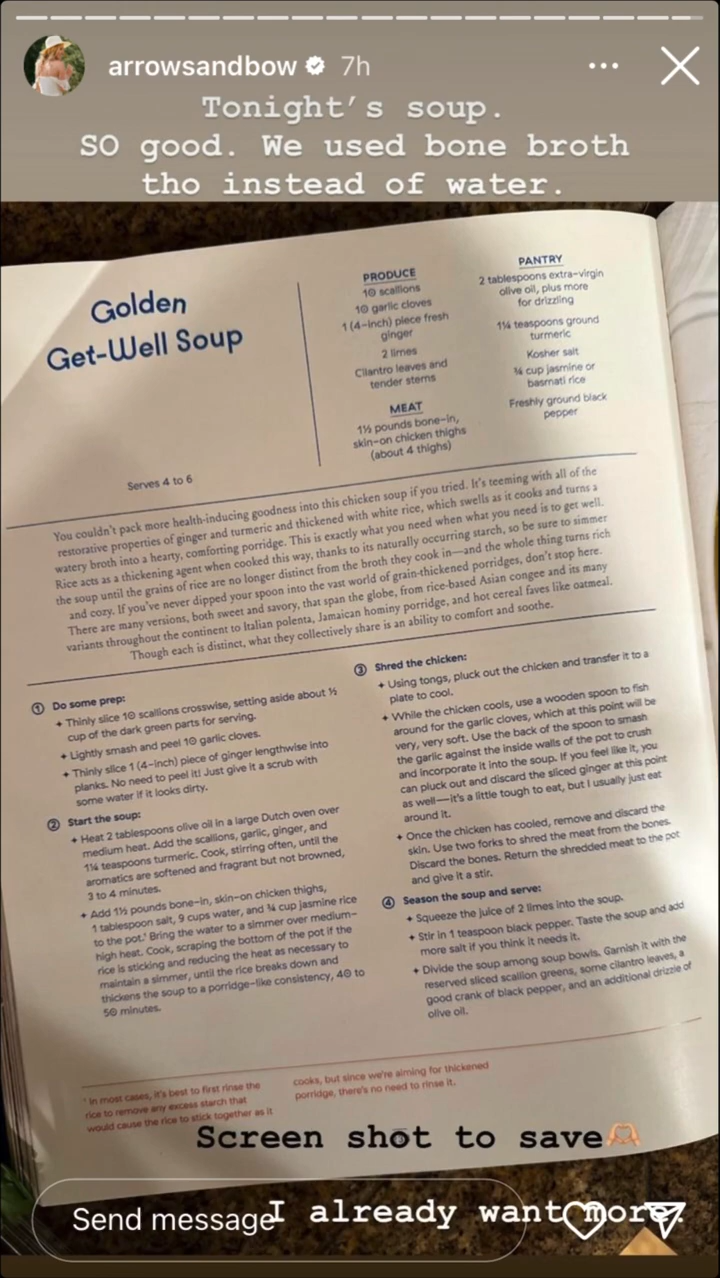 arrowsandbow 7h
Tonight's soup.
SO good. We used bone broth
tho instead of water.
Golden
Get-Well Soup
Serves 4 to 6
PRODUCE
10 scallions
10 garlic cloves
1 (4-inch) piece fresh
ginger
2 limes
Cilantro leaves and
tender stems
MEAT
1½ pounds bone-in,
skin-on chicken thighs
(about 4 thighs)
PANTRY
2 tablespoons extra-virgin
olive oil, plus more
for drizzling
1¼ teaspoons ground
turmeric
Kosher salt
¾ cup jasmine or
basmati rice
Freshly ground black
pepper
You couldn't pack more health-inducing goodness into this chicken soup if you tried. It's teeming with all of the
restorative properties of ginger and turmeric and thickened with white rice, which swells as it cooks and turns a
watery broth into a hearty, comforting porridge. This is exactly what you need when what you need is to get well.
Rice acts as a thickening agent when cooked this way, thanks to its naturally occurring starch, so be sure to simmer
the soup until the grains of rice are no longer distinct from the broth they cook in—and the whole thing turns rich
and cozy. If you've never dipped your spoon into the vast world of grain-thickened porridges, don't stop here.
There are many versions, both sweet and savory, that span the globe, from rice-based Asian congee and its many
variants throughout the continent to Italian polenta, Jamaican hominy porridge, and hot cereal faves like oatmeal.
Though each is distinct, what they collectively share is an ability to comfort and soothe.
1 Do some prep:
+ Thinly slice 10 scallions crosswise, setting aside about ½
cup of the dark green parts for serving.
+ Lightly smash and peel 10 garlic cloves.
+ Thinly slice 1 (4-inch) piece of ginger lengthwise into
planks. No need to peel it! Just give it a scrub with
some water if it looks dirty.
2 Start the soup:
+ Heat 2 tablespoons olive oil in a large Dutch oven over
medium heat. Add the scallions, garlic, ginger, and
1¼ teaspoons turmeric. Cook, stirring often, until the
aromatics are softened and fragrant but not browned,
3 to 4 minutes.
+ Add 1½ pounds bone-in, skin-on chicken thighs,
1 tablespoon salt, 9 cups water, and ¾ cup jasmine rice
to the pot.¹ Bring the water to a simmer over medium-
high heat. Cook, scraping the bottom of the pot if the
rice is sticking and reducing the heat as necessary to
maintain a simmer, until the rice breaks down and
thickens the soup to a porridge-like consistency, 40 to
50 minutes.
3 Shred the chicken:
+ Using tongs, pluck out the chicken and transfer it to a
plate to cool.
+ While the chicken cools, use a wooden spoon to fish
around for the garlic cloves, which at this point will be
very, very soft. Use the back of the spoon to smash
the garlic against the inside walls of the pot to crush
and incorporate it into the soup. If you feel like it, you
can pluck out and discard the sliced ginger at this point
as well—it's a little tough to eat, but I usually just eat
around it.
+ Once the chicken has cooled, remove and discard the
skin. Use two forks to shred the meat from the bones.
Discard the bones. Return the shredded meat to the pot
and give it a stir.
4 Season the soup and serve:
+ Squeeze the juice of 2 limes into the soup.
+ Stir in 1 teaspoon black pepper. Taste the soup and add
more salt if you think it needs it.
+ Divide the soup among soup bowls. Garnish it with the
reserved sliced scallion greens, some cilantro leaves, a
good crank of black pepper, and an additional drizzle of
olive oil.
¹ In most cases, it's best to first rinse the
rice to remove any excess starch that
would cause the rice to stick together as it
cooks, but since we're aiming for thickened
porridge, there's no need to rinse it.
Screen shot to save🫶🏼
Send message
I already want more.